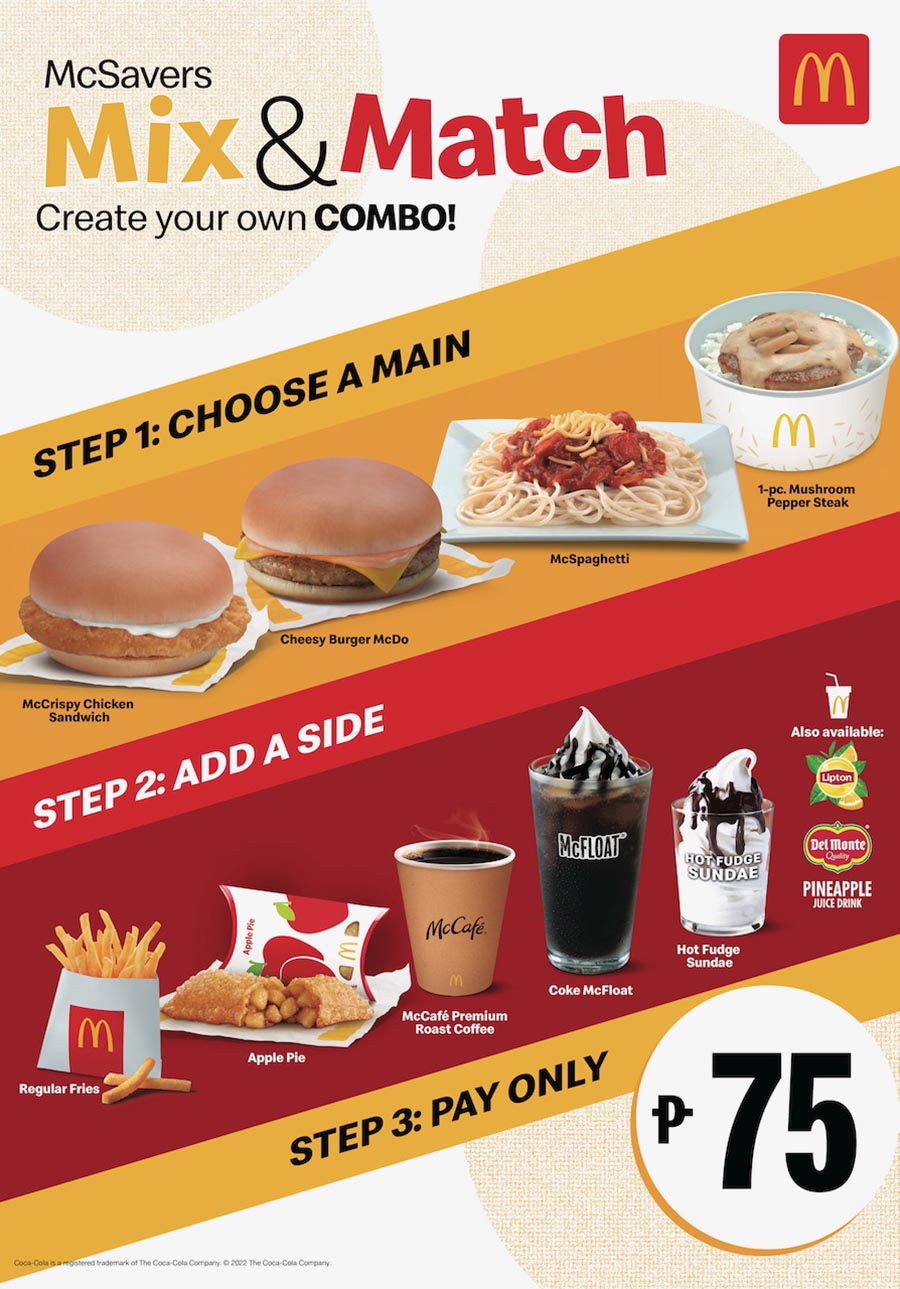 McSavers
Mix & Match
Create your own COMBO!
STEP 1: CHOOSE A MAIN
1-pc. Mushroom
Pepper Steak
McSpaghetti
Cheesy Burger McDo
McCrispy Chicken
Sandwich
STEP 2: ADD A SIDE
Also available:
Lipton
Del Monte
Quality
PINEAPPLE
JUICE DRINK
McFLOAT®
HOT FUDGE
SUNDAE
McCafé®
Apple Pie
Hot Fudge
Sundae
Coke McFloat
McCafé Premium
Roast Coffee
Apple Pie
Regular Fries
STEP 3: PAY ONLY
₱75
Coca-Cola is a registered trademark of The Coca-Cola Company. © 2022 The Coca-Cola Company.